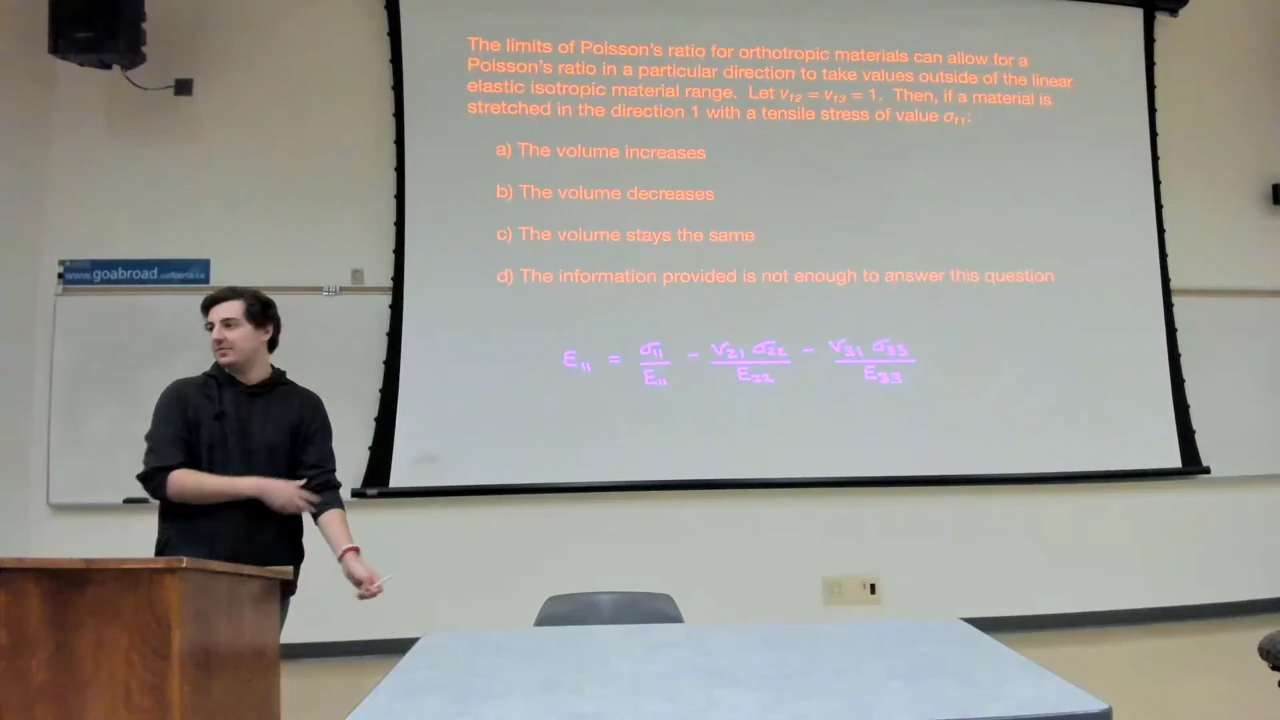 The limits of Poisson's ratio for orthotropic materials can allow for a
Poisson's ratio in a particular direction to take values outside of the linear
elastic isotropic material range. Let ν₁₂ = ν₁₃ = 1. Then, if a material is
stretched in the direction 1 with a tensile stress of value σ₁₁:
a) The volume increases
b) The volume decreases
c) The volume stays the same
d) The information provided is not enough to answer this question
ε₁₁ = σ₁₁/E₁₁ - ν₂₁ σ₂₂/E₂₂ - ν₃₁ σ₃₃/E₃₃
www.goabroad.ualberta.ca